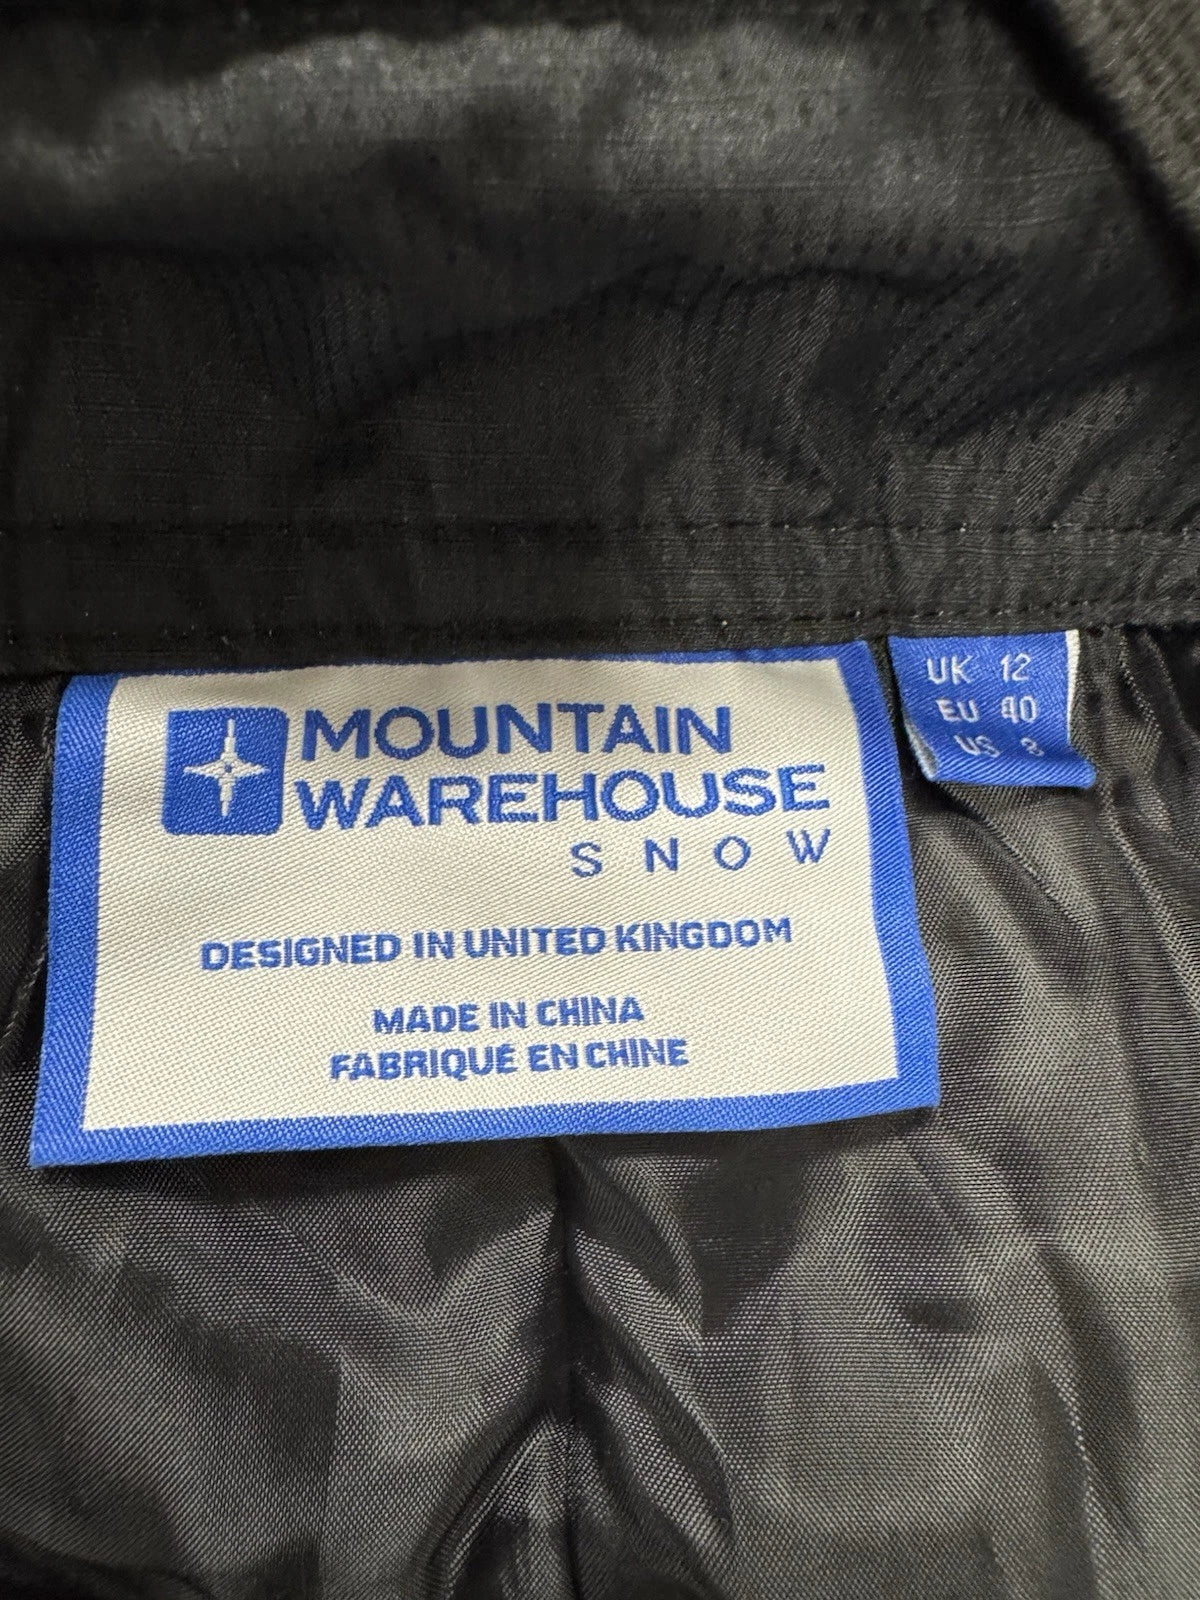 MOUNTAIN
WAREHOUSE
SNOW
DESIGNED IN UNITED KINGDOM
MADE IN CHINA
FABRIQUÉ EN CHINE
UK 12
EU 40
US 8